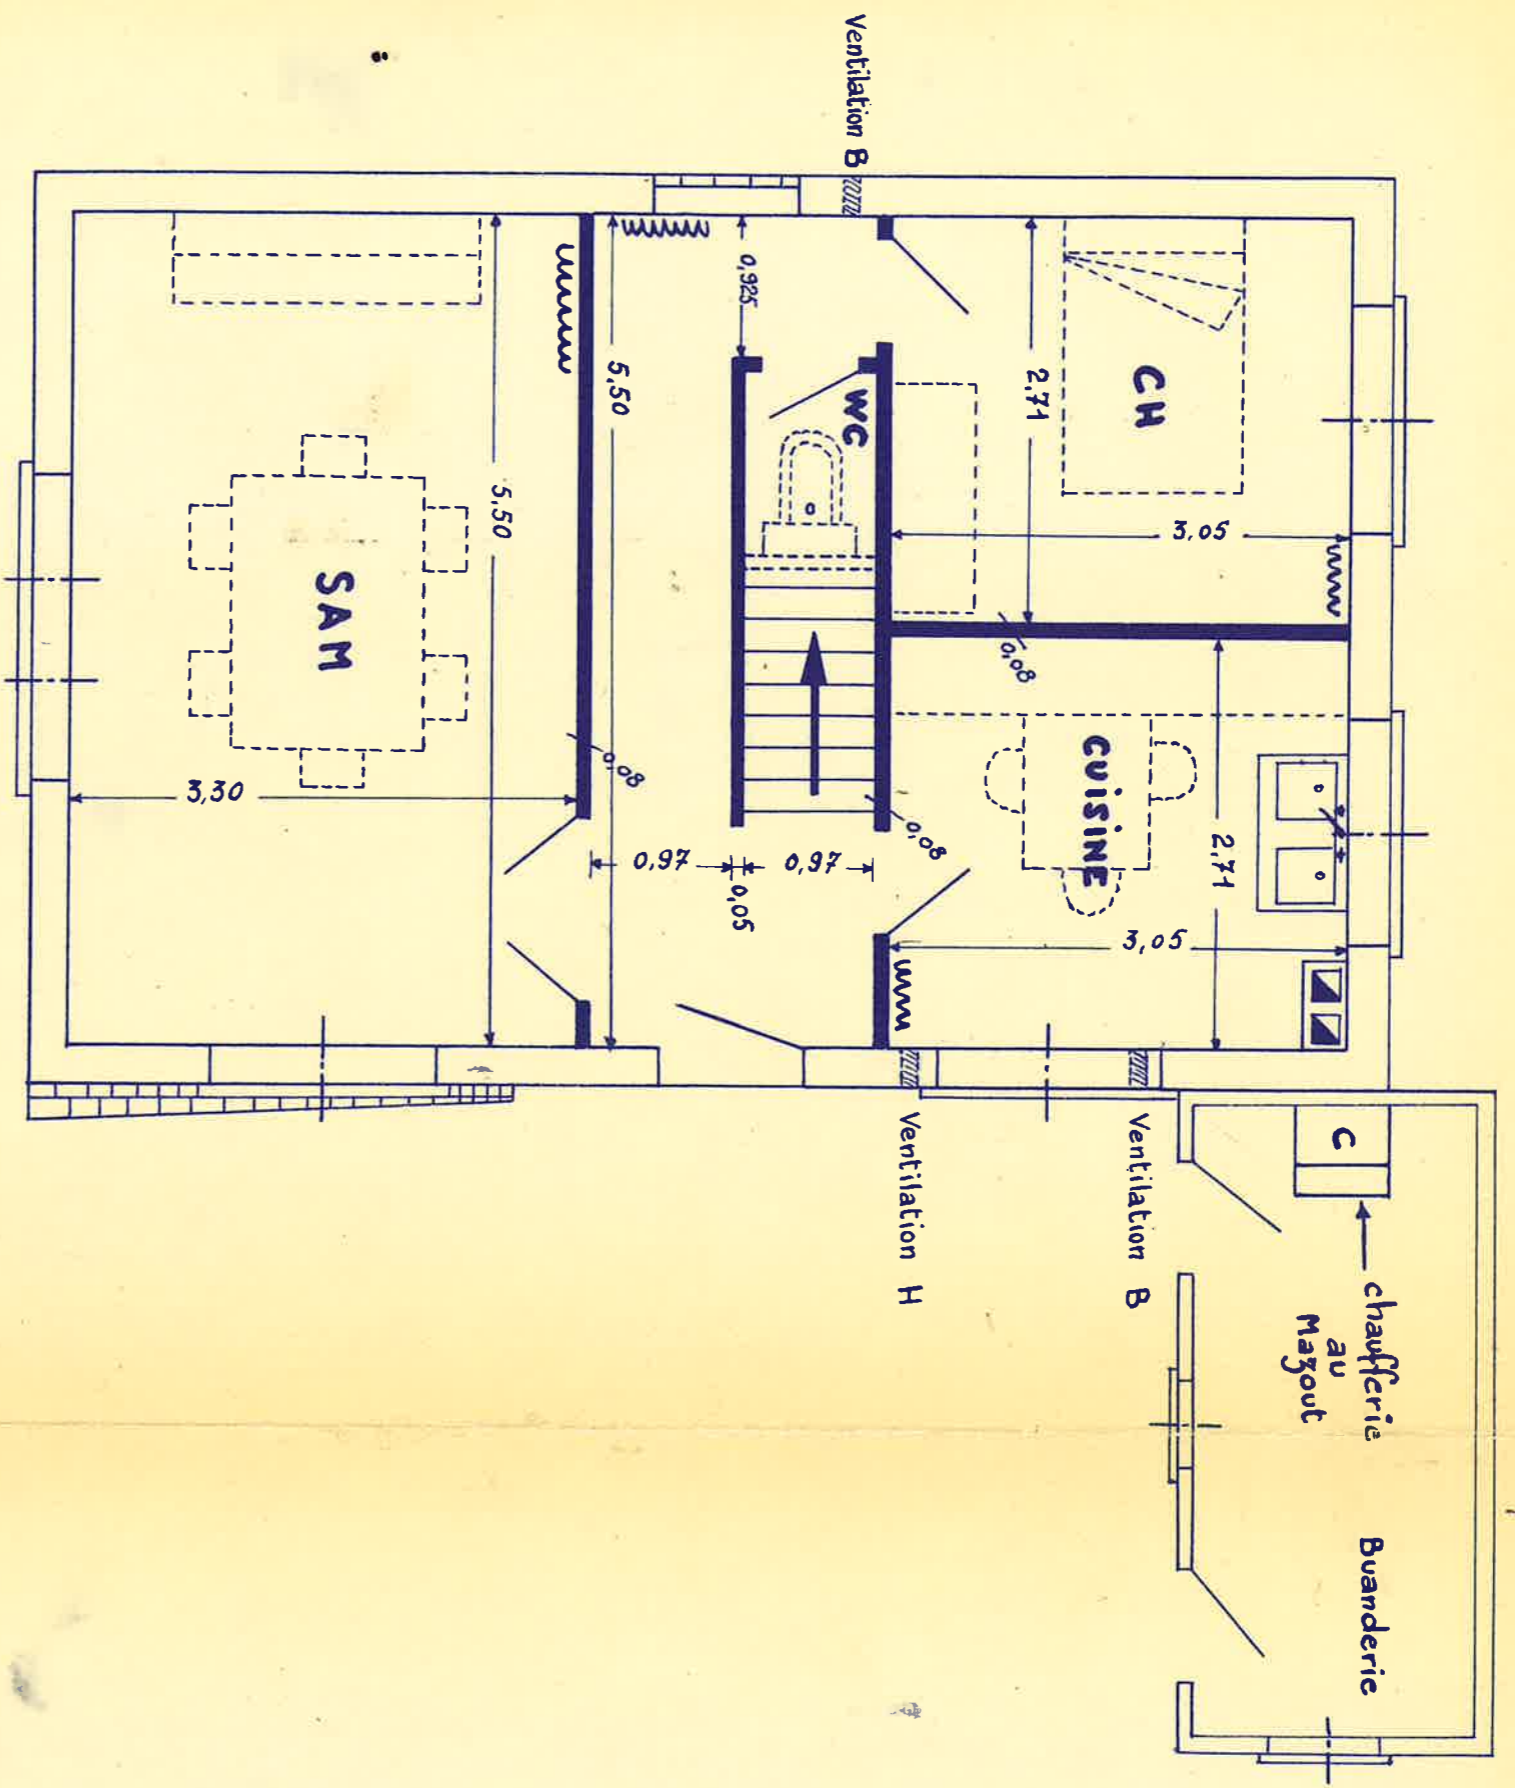 Ventilation B
CH
2,71
3,05
WC
0,925
5,50
5,50
SAM
3,30
0,08
0,08
0,08
0,97
0,05
0,97
CUISINE
2,71
3,05
Ventilation H
Ventilation B
C
chaufferie
au
Mazout
Buanderie